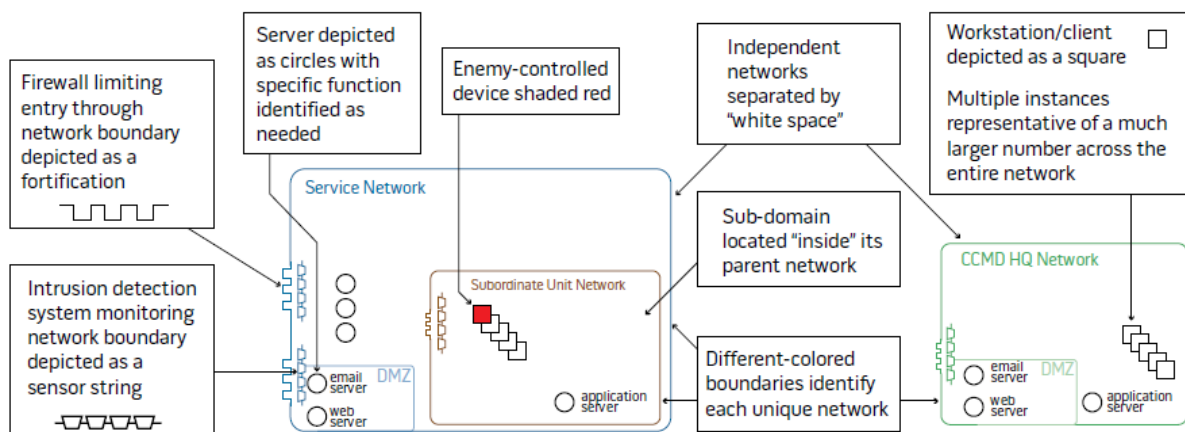 Firewall limiting
entry through
network boundary
depicted as a
fortification
Intrusion detection
system monitoring
network boundary
depicted as a
sensor string
Server depicted
as circles with
specific function
identified as
needed
Enemy-controlled
device shaded red
Independent
networks
separated by
“white space”
Workstation/client
depicted as a square
Multiple instances
representative of a much
larger number across the
entire network
Service Network
DMZ
email
server
web
server
Subordinate Unit Network
application
server
Sub-domain
located “inside” its
parent network
Different-colored
boundaries identify
each unique network
CCMD HQ Network
email
server
DMZ
web
server
application
server